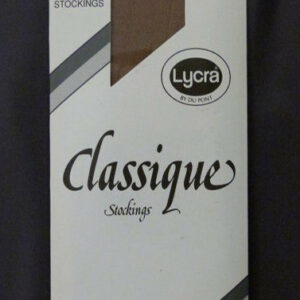 STOCKINGS
Lycra
BY DU PONT
Classique
Stockings